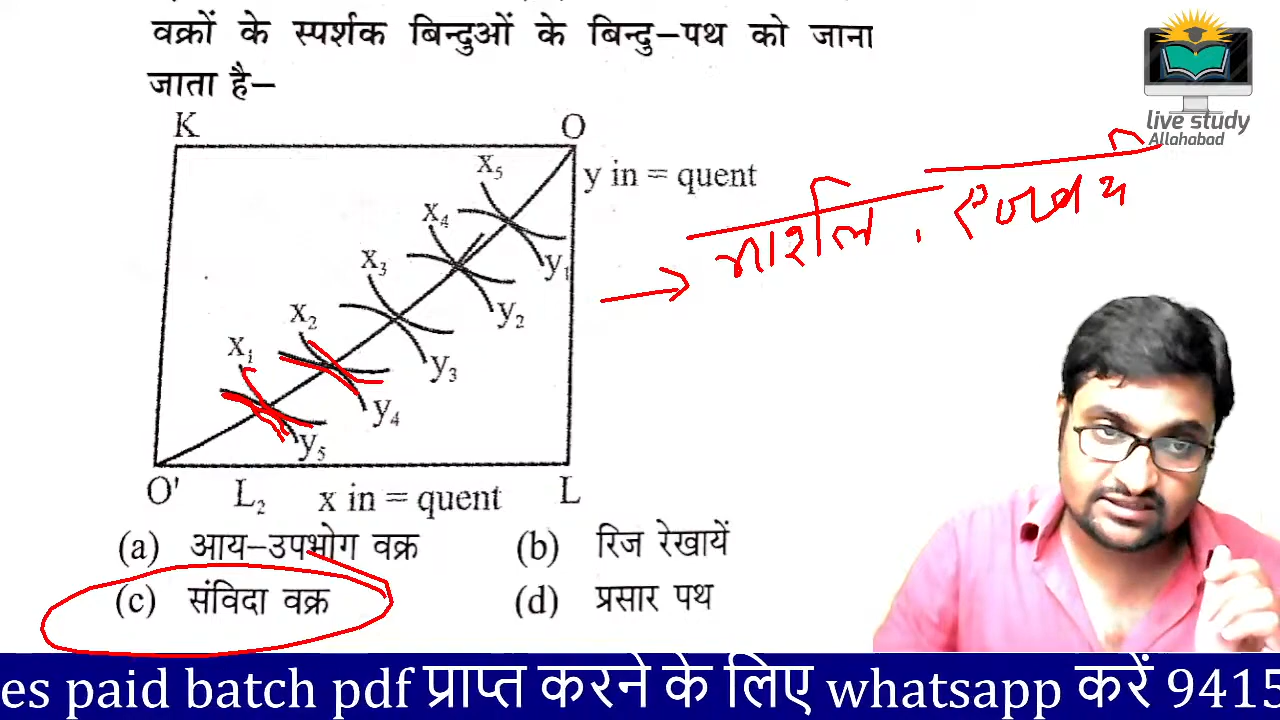 वक्रों के स्पर्शक बिन्दुओं के बिन्दु-पथ को जाना
जाता है-
live study
Allahabad
K
O
y in = quent
x5
x4
x3
x2
x1
y1
y2
y3
y4
y5
O'
L2
x in = quent
L
(a) आय-उपभोग वक्र
(b) रिज रेखायें
(c) संविदा वक्र
(d) प्रसार पथ
es paid batch pdf प्राप्त करने के लिए whatsapp करें 9415